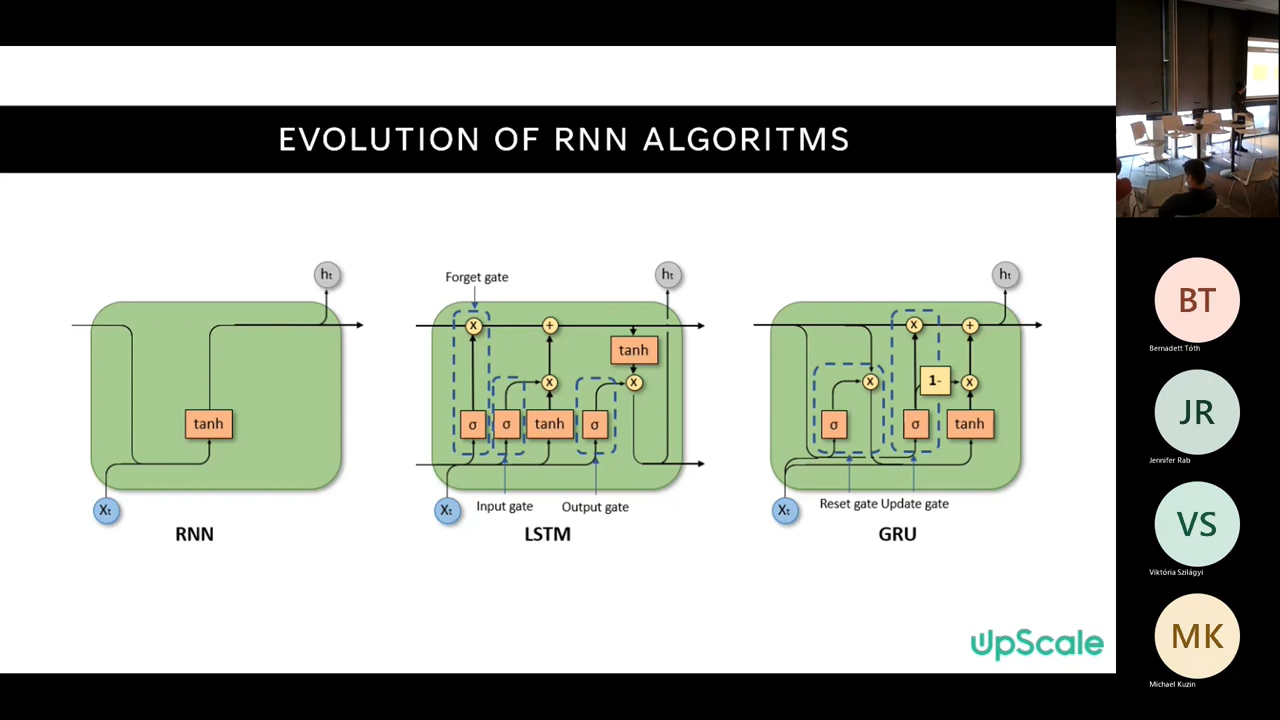 EVOLUTION OF RNN ALGORITMS
ht
tanh
Xt
RNN
Forget gate
ht
x
+
tanh
x
x
σ
σ
tanh
σ
Xt
Input gate
Output gate
LSTM
ht
x
+
x
1-
x
σ
σ
tanh
Xt
Reset gate
Update gate
GRU
UpScale
BT
Bernadett Tóth
JR
Jennifer Rab
VS
Viktória Szilágyi
MK
Michael Kuzin